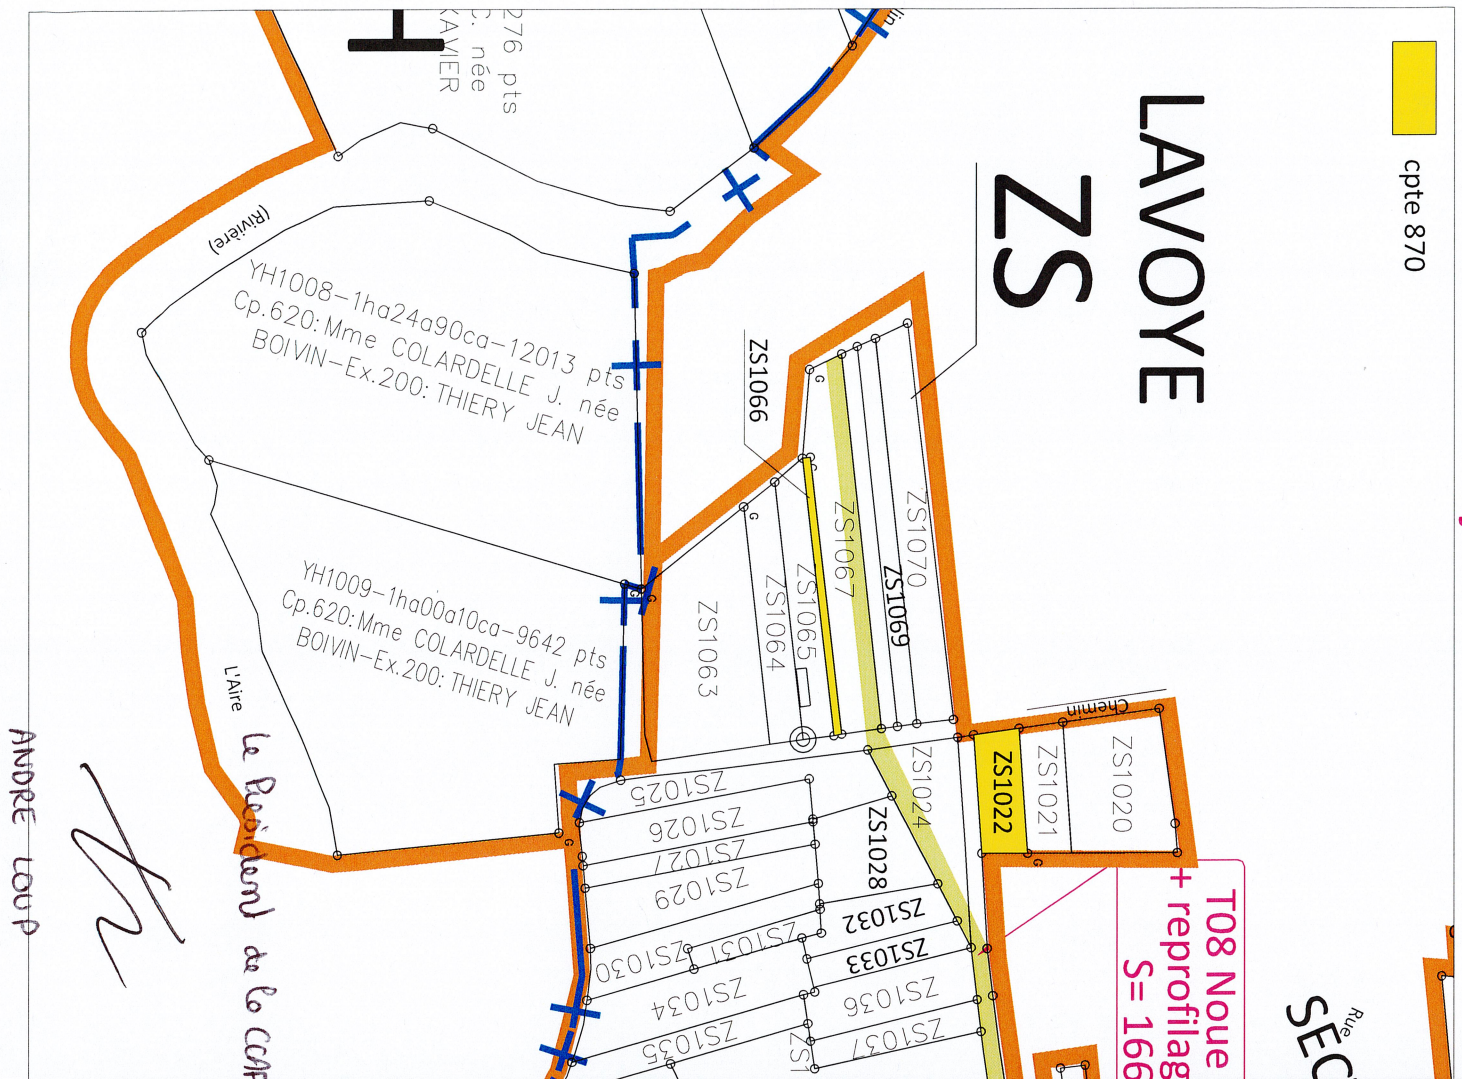 cpte 870
LAVOYE
ZS
276 pts
née
XAVIER
(Rivière)
YH1008-1ha24a90ca-12013 pts
Cp.620: Mme COLARDELLE J. née
BOIVIN-Ex.200: THIERY JEAN
YH1009-1ha00a10ca-9642 pts
Cp.620: Mme COLARDELLE J. née
BOIVIN-Ex.200: THIERY JEAN
L'Aire
ZS1066
ZS1070
ZS1069
ZS1067
ZS1065
ZS1064
ZS1063
G
G
G
G
G
G
Chemin
ZS1020
ZS1021
ZS1022
ZS1024
ZS1025
ZS1026
ZS1027
ZS1028
ZS1029
ZS1030
ZS1031
ZS1032
ZS1033
ZS1034
ZS1035
ZS1036
ZS1037
ZS1
T08 Noue
+ reprofilag
S= 166
Rue
SEC
Le Président de la CCAF
ANDRE LOUP